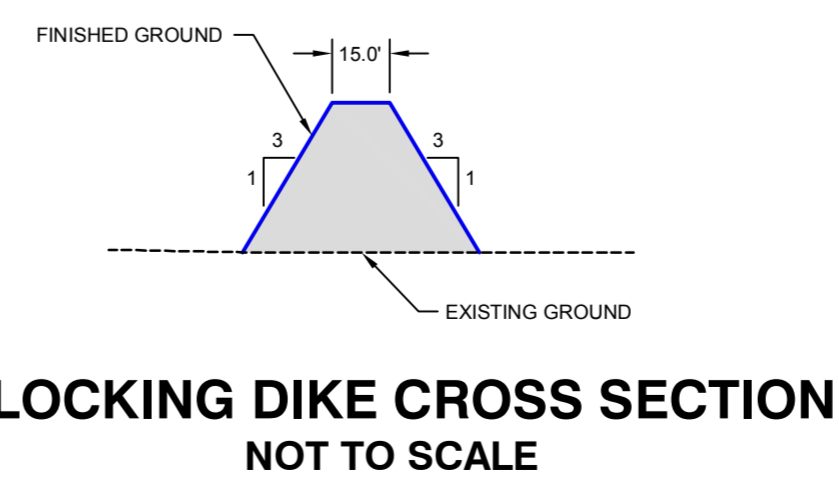 FINISHED GROUND
15.0'
3
3
1
1
EXISTING GROUND
LOCKING DIKE CROSS SECTION
NOT TO SCALE